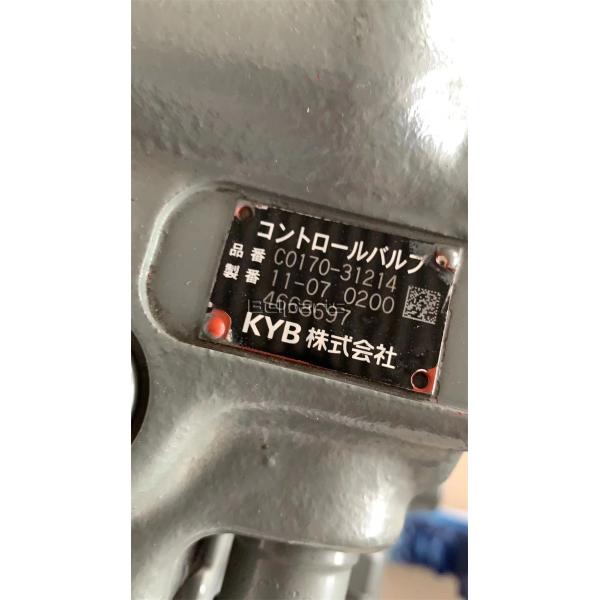 コントロールバルブ
品番 C0170-31214
製番 11-07 0200
4668697
KYB 株式会社